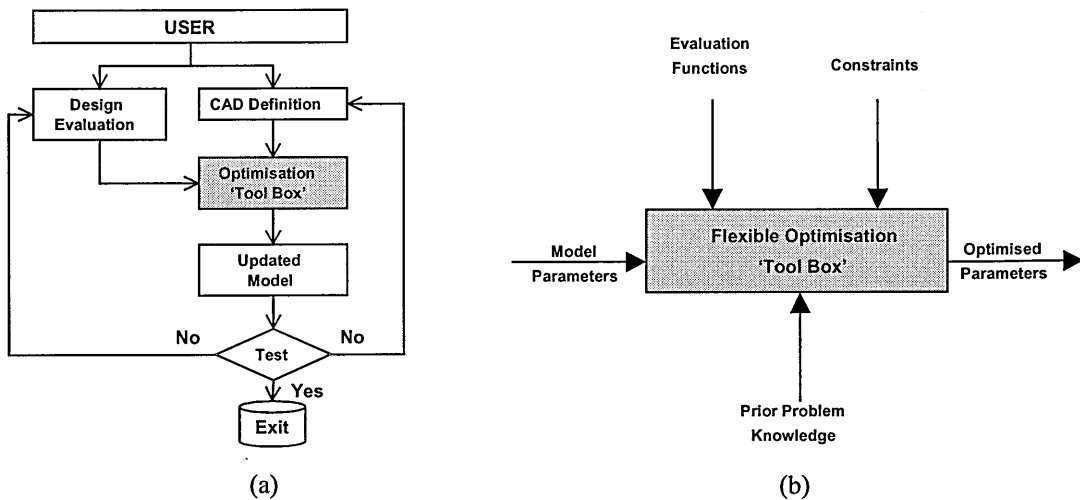 USER
Design
Evaluation
CAD Definition
Optimisation
‘Tool Box’
Updated
Model
No
No
Test
Yes
Exit
(a)
Evaluation
Functions
Constraints
Model
Parameters
Flexible Optimisation
‘Tool Box’
Optimised
Parameters
Prior Problem
Knowledge
(b)